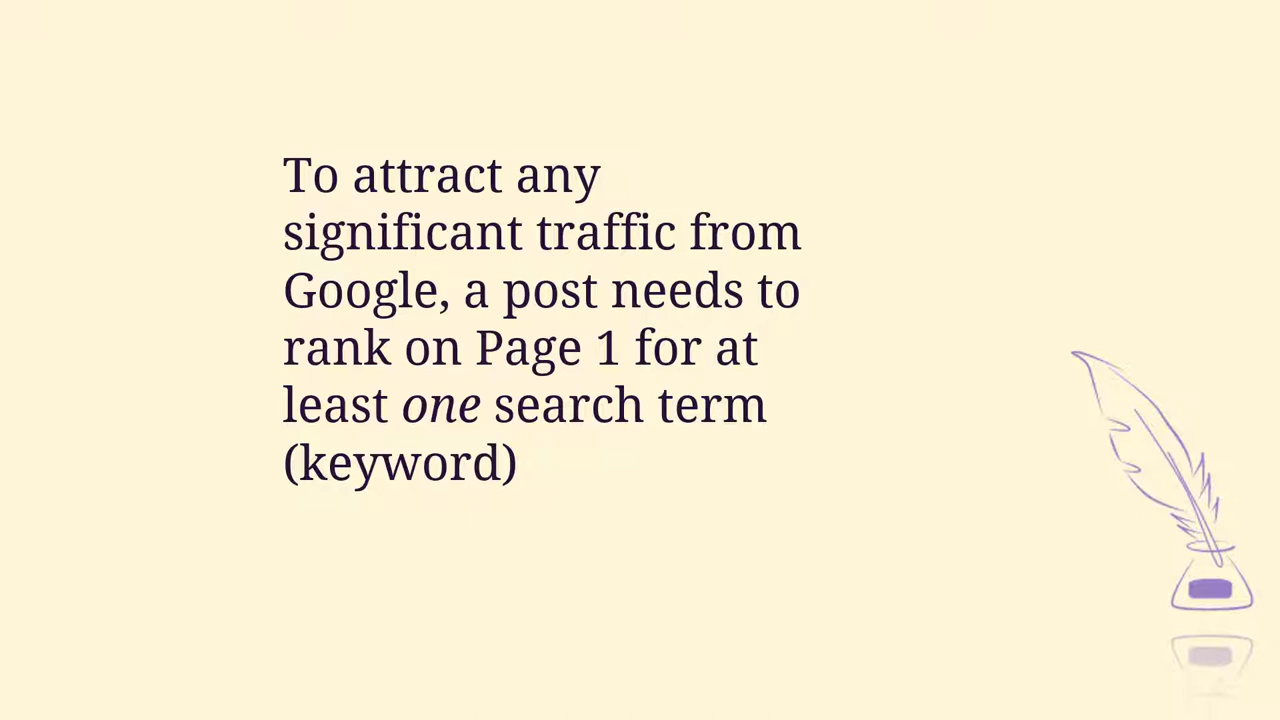 To attract any
significant traffic from
Google, a post needs to
rank on Page 1 for at
least one search term
(keyword)